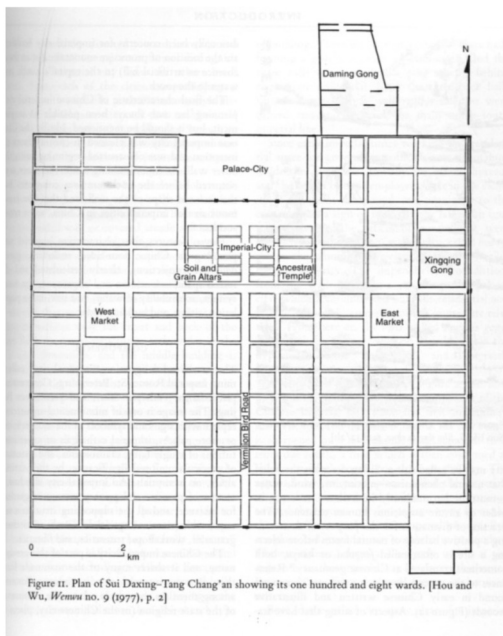 N
Daming Gong
Palace-City
Imperial-City
Soil and
Grain Altars
Ancestral
Temple
Xingqing
Gong
West
Market
East
Market
Vermilion Bird Road
0
2
km
Figure 11. Plan of Sui Daxing–Tang Chang'an showing its one hundred and eight wards. [Hou and
Wu, Wenwu no. 9 (1977), p. 2]